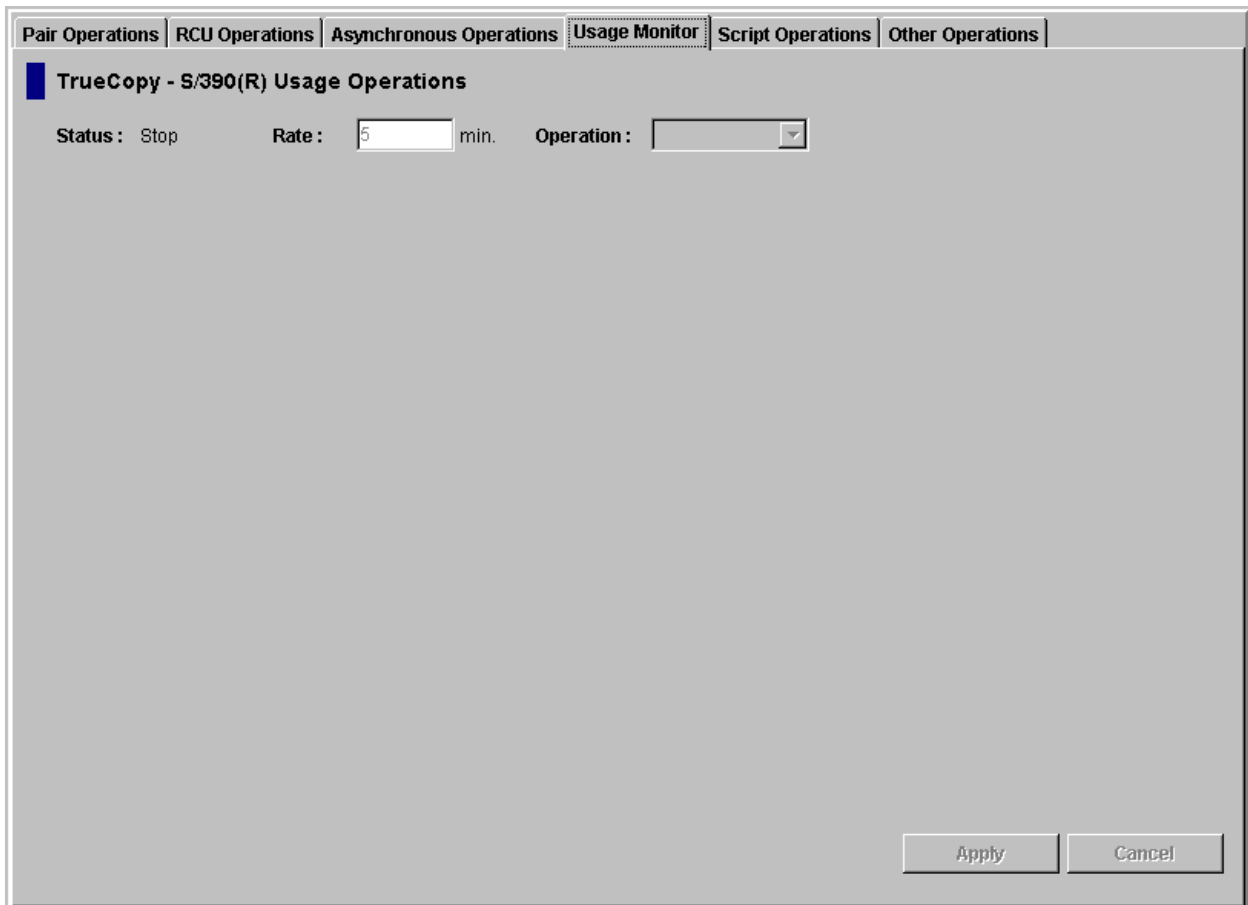 Pair Operations RCU Operations Asynchronous Operations Usage Monitor Script Operations Other Operations
TrueCopy - S/390(R) Usage Operations
Status : Stop Rate : 5 min. Operation :
Apply Cancel